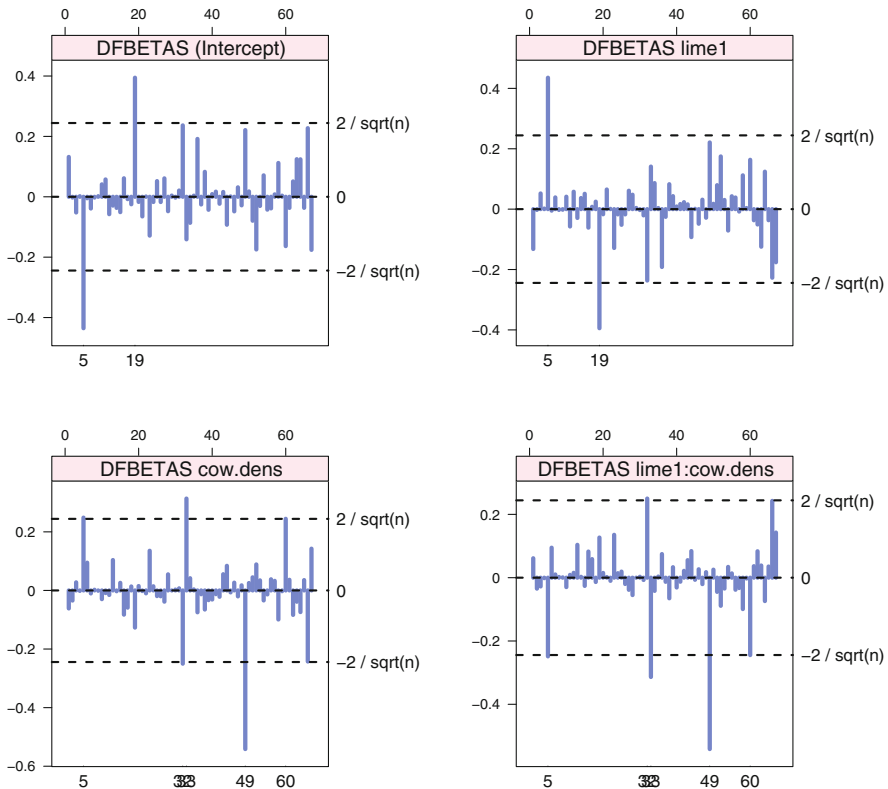 0 20 40 60
DFBETAS (Intercept)
0.4
0.2
0
−0.2
−0.4
2 / sqrt(n)
0
−2 / sqrt(n)
5 19
0 20 40 60
DFBETAS lime1
0.4
0.2
0
−0.2
−0.4
2 / sqrt(n)
0
−2 / sqrt(n)
5 19
0 20 40 60
DFBETAS cow.dens
0.2
0
−0.2
−0.4
−0.6
2 / sqrt(n)
0
−2 / sqrt(n)
5 32 33 49 60
0 20 40 60
DFBETAS lime1:cow.dens
0.2
0
−0.2
−0.4
2 / sqrt(n)
0
−2 / sqrt(n)
5 32 33 49 60